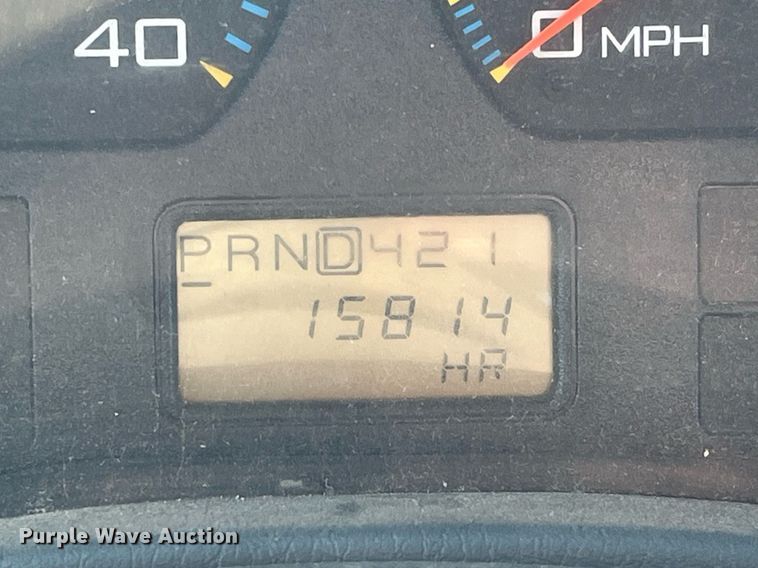 40
0 MPH
PRND421
15814
HR
Purple Wave Auction